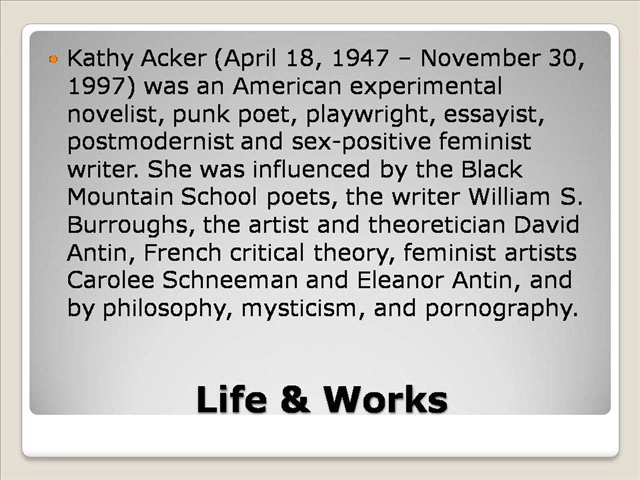 Kathy Acker (April 18, 1947 – November 30,
1997) was an American experimental
novelist, punk poet, playwright, essayist,
postmodernist and sex-positive feminist
writer. She was influenced by the Black
Mountain School poets, the writer William S.
Burroughs, the artist and theoretician David
Antin, French critical theory, feminist artists
Carolee Schneeman and Eleanor Antin, and
by philosophy, mysticism, and pornography.
Life & Works